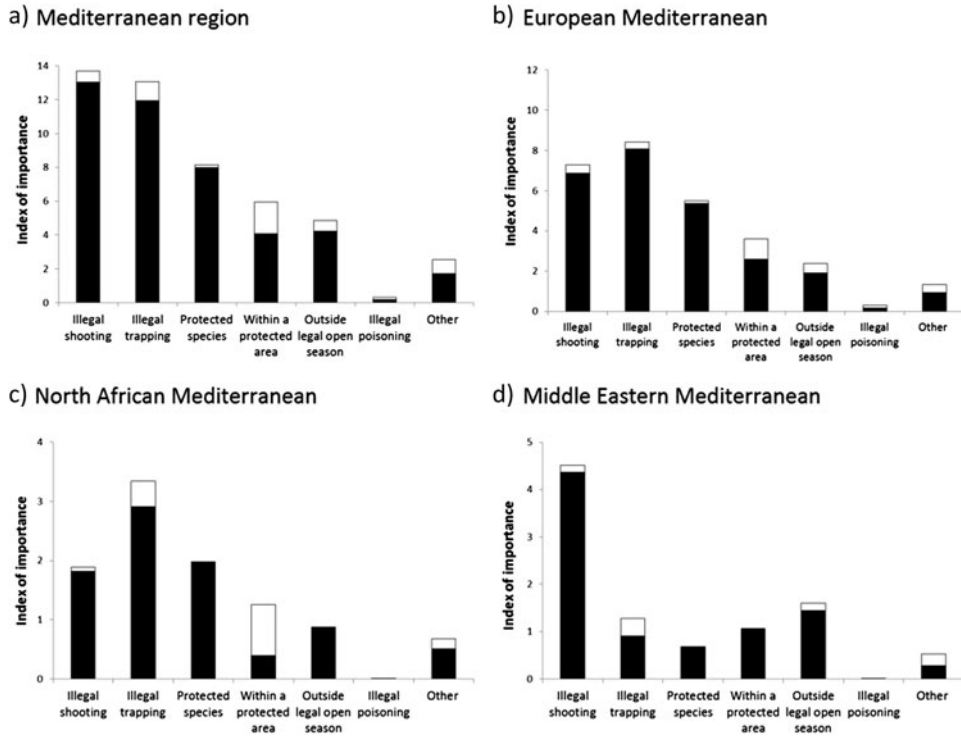 a) Mediterranean region
Index of importance
14
12
10
8
6
4
2
0
Illegal shooting
Illegal trapping
Protected species
Within a protected area
Outside legal open season
Illegal poisoning
Other
b) European Mediterranean
Index of importance
12
10
8
6
4
2
0
Illegal shooting
Illegal trapping
Protected species
Within a protected area
Outside legal open season
Illegal poisoning
Other
c) North African Mediterranean
Index of importance
4
3
2
1
0
Illegal shooting
Illegal trapping
Protected species
Within a protected area
Outside legal open season
Illegal poisoning
Other
d) Middle Eastern Mediterranean
Index of importance
5
4
3
2
1
0
Illegal shooting
Illegal trapping
Protected species
Within a protected area
Outside legal open season
Illegal poisoning
Other